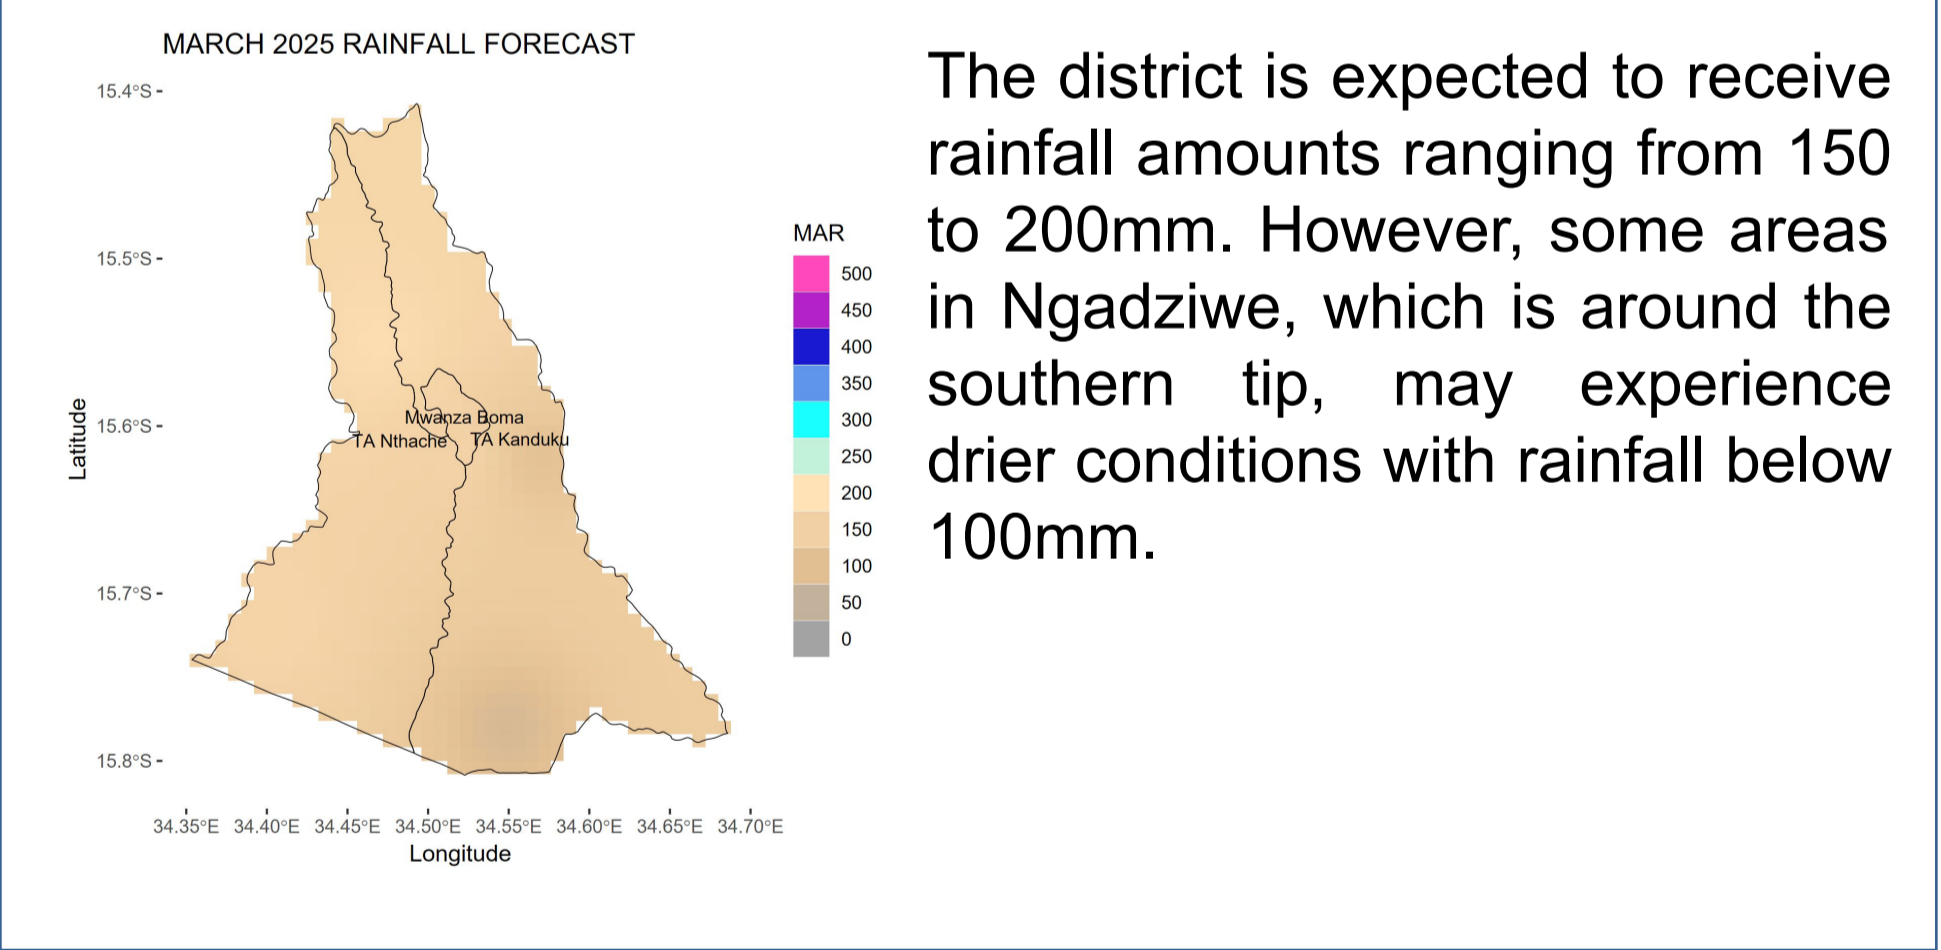 MARCH 2025 RAINFALL FORECAST
15.4°S
15.5°S
15.6°S
15.7°S
15.8°S
Latitude
Mwanza Boma
TA Nthache
TA Kanduku
34.35°E 34.40°E 34.45°E 34.50°E 34.55°E 34.60°E 34.65°E 34.70°E
Longitude
MAR
500
450
400
350
300
250
200
150
100
50
0
The district is expected to receive
rainfall amounts ranging from 150
to 200mm. However, some areas
in Ngadziwe, which is around the
southern tip, may experience
drier conditions with rainfall below
100mm.